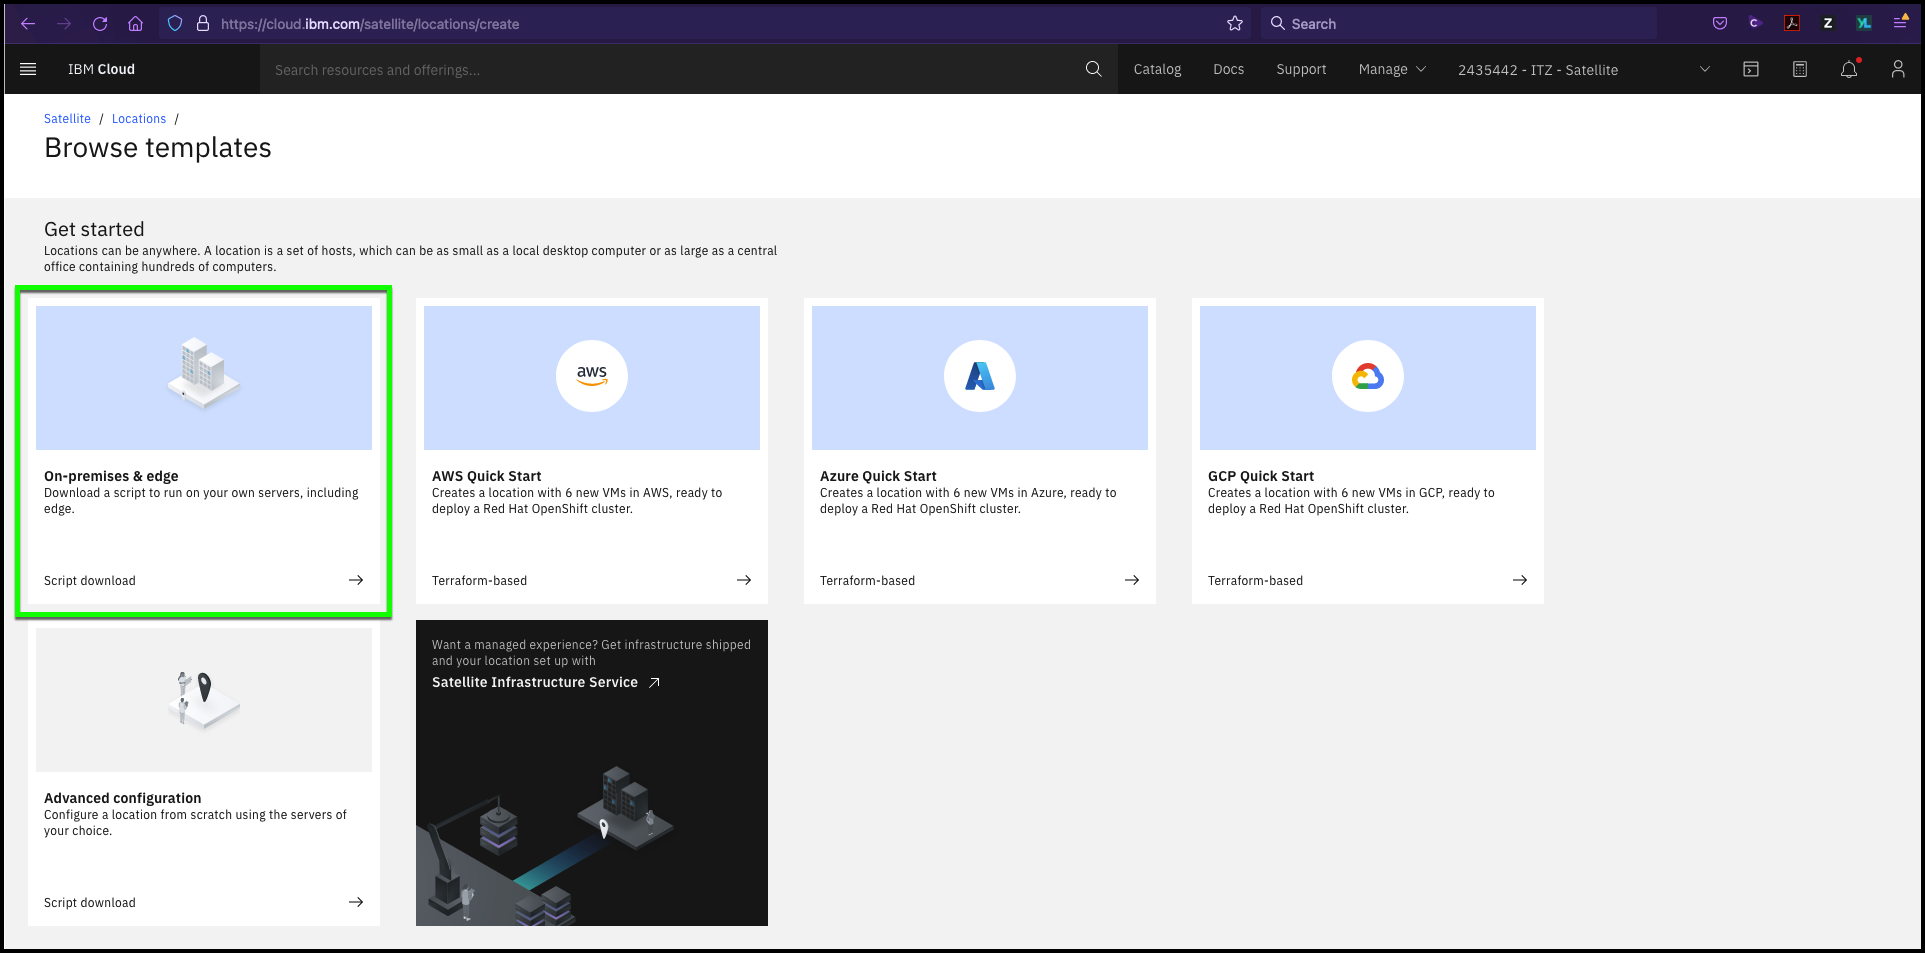 https://cloud.ibm.com/satellite/locations/create
Search
C
Z
YL
IBM Cloud
Search resources and offerings...
Catalog
Docs
Support
Manage
2435442 - ITZ - Satellite
Satellite / Locations /
Browse templates
Get started
Locations can be anywhere. A location is a set of hosts, which can be as small as a local desktop computer or as large as a central
office containing hundreds of computers.
On-premises & edge
Download a script to run on your own servers, including
edge.
Script download
aws
AWS Quick Start
Creates a location with 6 new VMs in AWS, ready to
deploy a Red Hat OpenShift cluster.
Terraform-based
Azure Quick Start
Creates a location with 6 new VMs in Azure, ready to
deploy a Red Hat OpenShift cluster.
Terraform-based
GCP Quick Start
Creates a location with 6 new VMs in GCP, ready to
deploy a Red Hat OpenShift cluster.
Terraform-based
Advanced configuration
Configure a location from scratch using the servers of
your choice.
Script download
Want a managed experience? Get infrastructure shipped
and your location set up with
Satellite Infrastructure Service